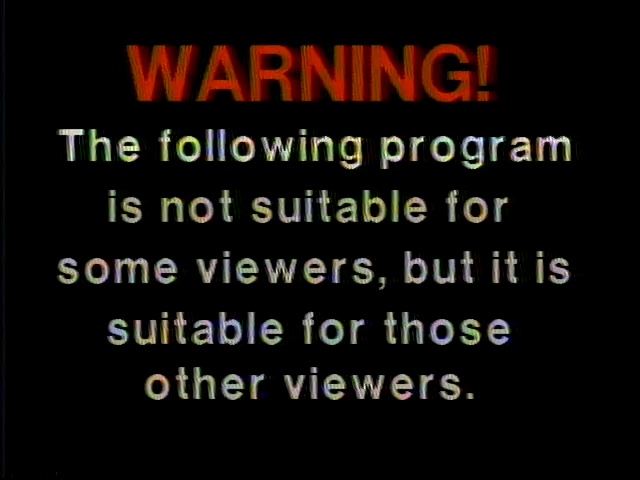 WARNING!
The following program
is not suitable for
some viewers, but it is
suitable for those
other viewers.